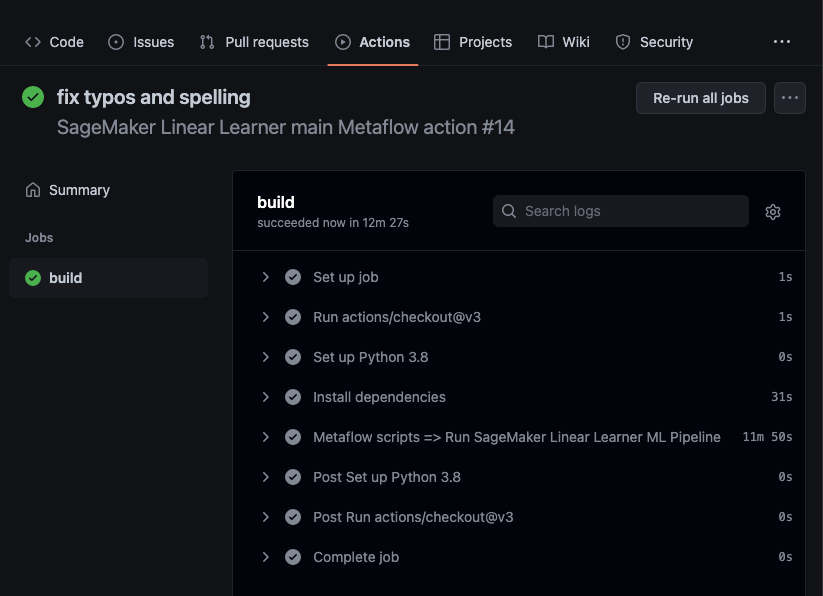 Code Issues Pull requests Actions Projects Wiki Security ...
fix typos and spelling
Re-run all jobs ...
SageMaker Linear Learner main Metaflow action #14
Summary
Jobs
build
build
succeeded now in 12m 27s
Search logs
Set up job 1s
Run actions/checkout@v3 1s
Set up Python 3.8 0s
Install dependencies 31s
Metaflow scripts => Run SageMaker Linear Learner ML Pipeline 11m 50s
Post Set up Python 3.8 0s
Post Run actions/checkout@v3 0s
Complete job 0s